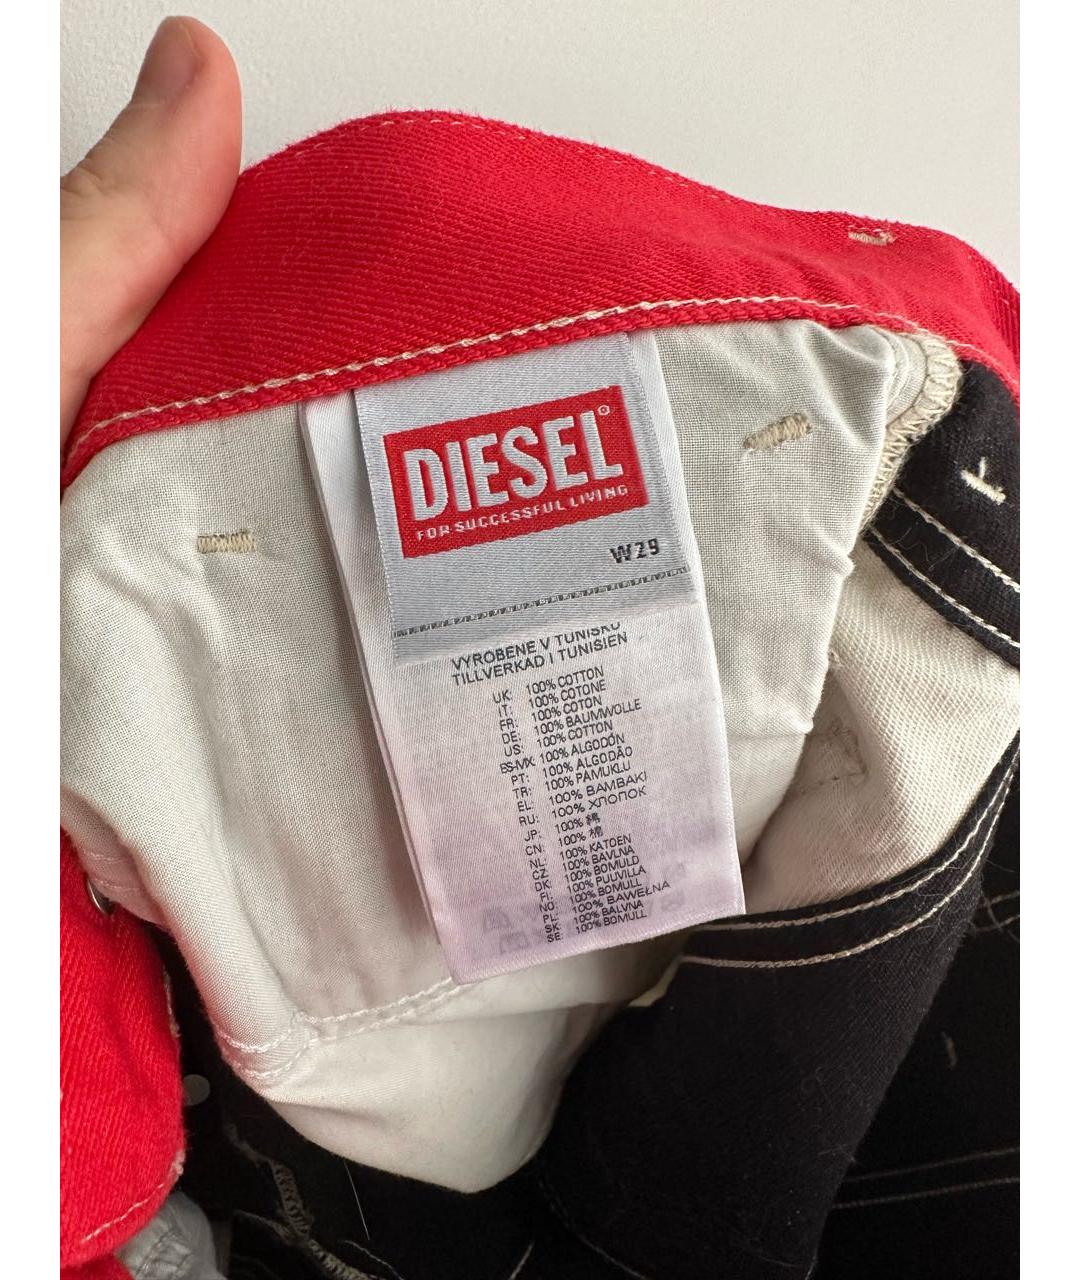 DIESEL
FOR SUCCESSFUL LIVING
W29
VYROBENE V TUNISKU
TILLVERKAD I TUNISIEN
UK: 100% COTTON
IT: 100% COTONE
FR: 100% COTON
DE: 100% BAUMWOLLE
US: 100% COTTON
ES-MX: 100% ALGODÓN
PT: 100% ALGODÃO
TR: 100% PAMUKLU
EL: 100% BAMBAKI
RU: 100% ХЛОПОК
JP: 100% 綿
CN: 100% 棉
NL: 100% KATOEN
CZ: 100% BAVLNA
DK: 100% BOMULD
FI: 100% PUUVILLA
NO: 100% BOMULL
PL: 100% BAWEŁNA
SK: 100% BALVNA
SE: 100% BOMULL